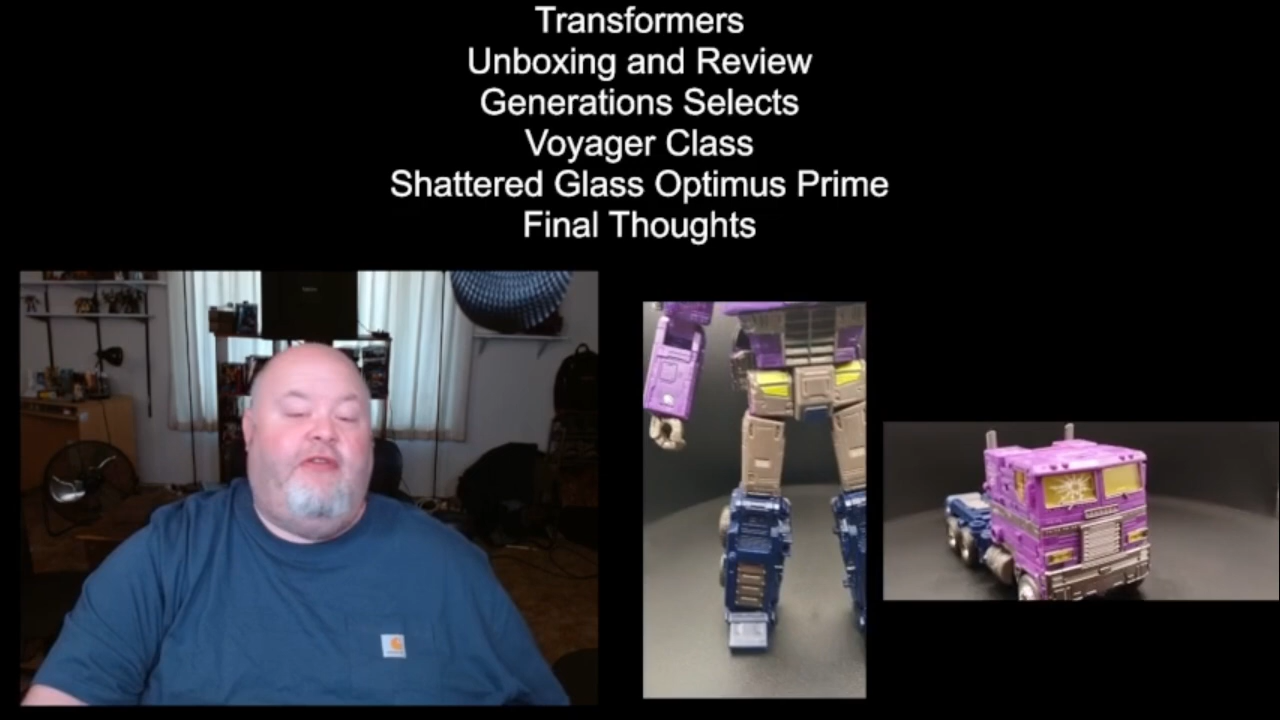 Transformers
Unboxing and Review
Generations Selects
Voyager Class
Shattered Glass Optimus Prime
Final Thoughts